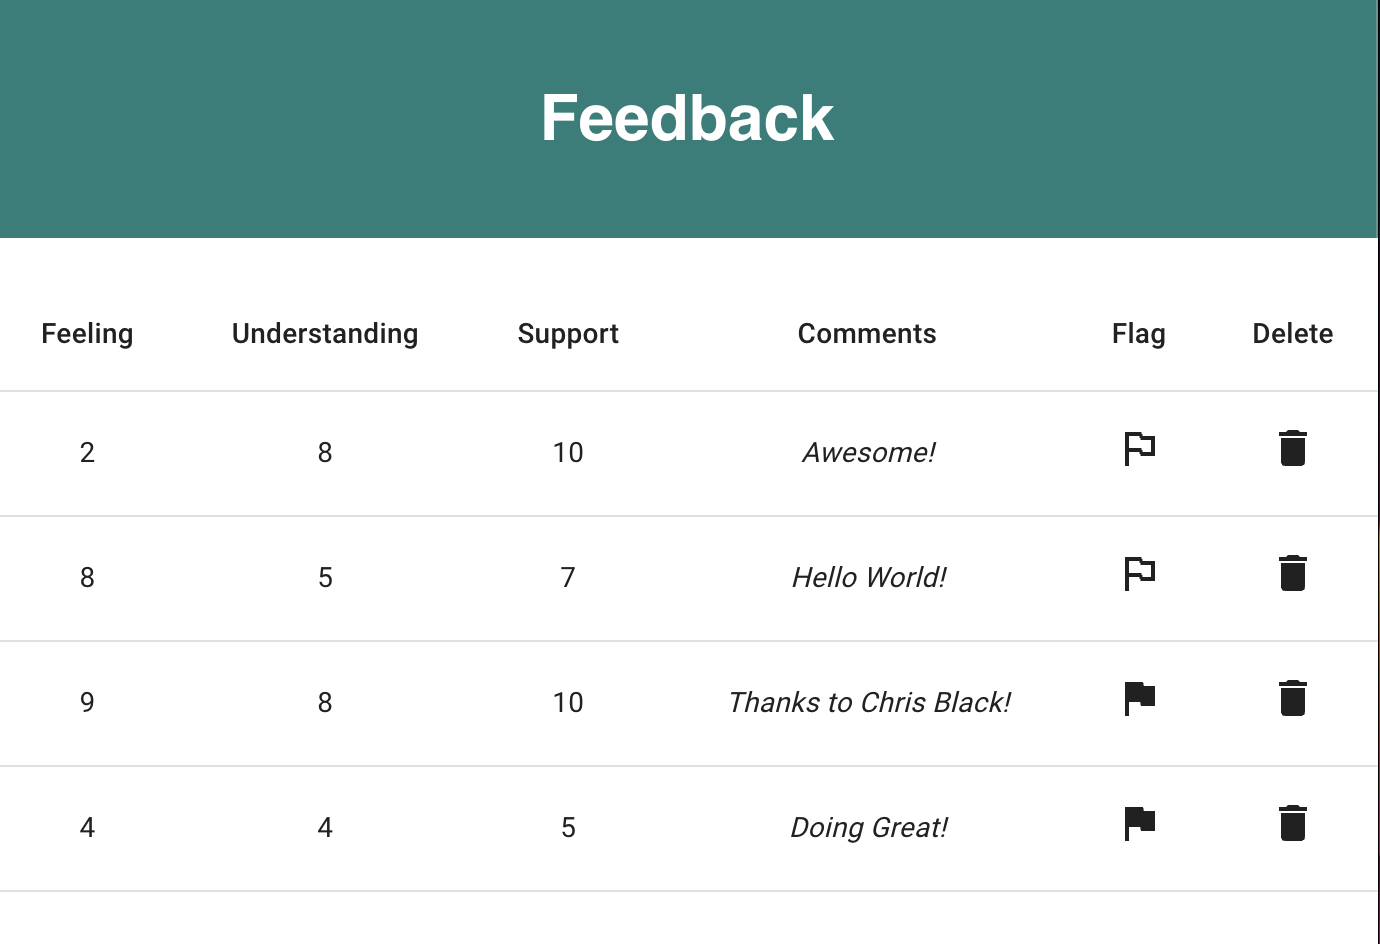 Feedback
Feeling Understanding Support Comments Flag Delete
2 8 10 Awesome!
8 5 7 Hello World!
9 8 10 Thanks to Chris Black!
4 4 5 Doing Great!